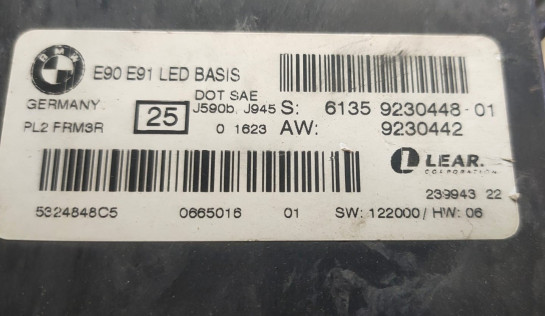 BMW
E90 E91 LED BASIS
GERMANY
PL2 FRM3R
25
DOT SAE
J590b, J945
0 1623
S: 6135 9230448-01
AW: 9230442
LEAR.
CORPORATION
239943 22
5324848C5 0665016 01 SW: 122000/ HW: 06